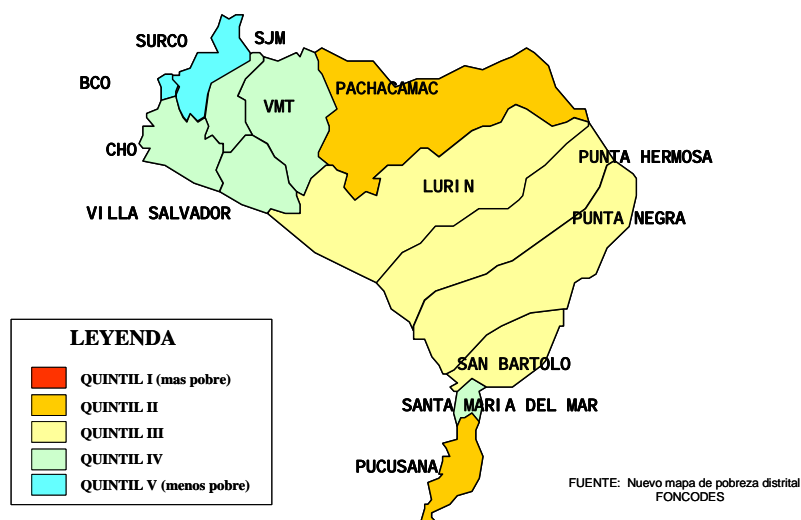 SURCO
SJM
BCO
PACHACAMAC
VMT
CHO
PUNTA HERMOSA
LURIN
VILLA SALVADOR
PUNTA NEGRA
LEYENDA
QUINTIL I (mas pobre)
QUINTIL II
QUINTIL III
QUINTIL IV
QUINTIL V (menos pobre)
SAN BARTOLO
SANTA MARIA DEL MAR
PUCUSANA
FUENTE: Nuevo mapa de pobreza distrital
FONCODES